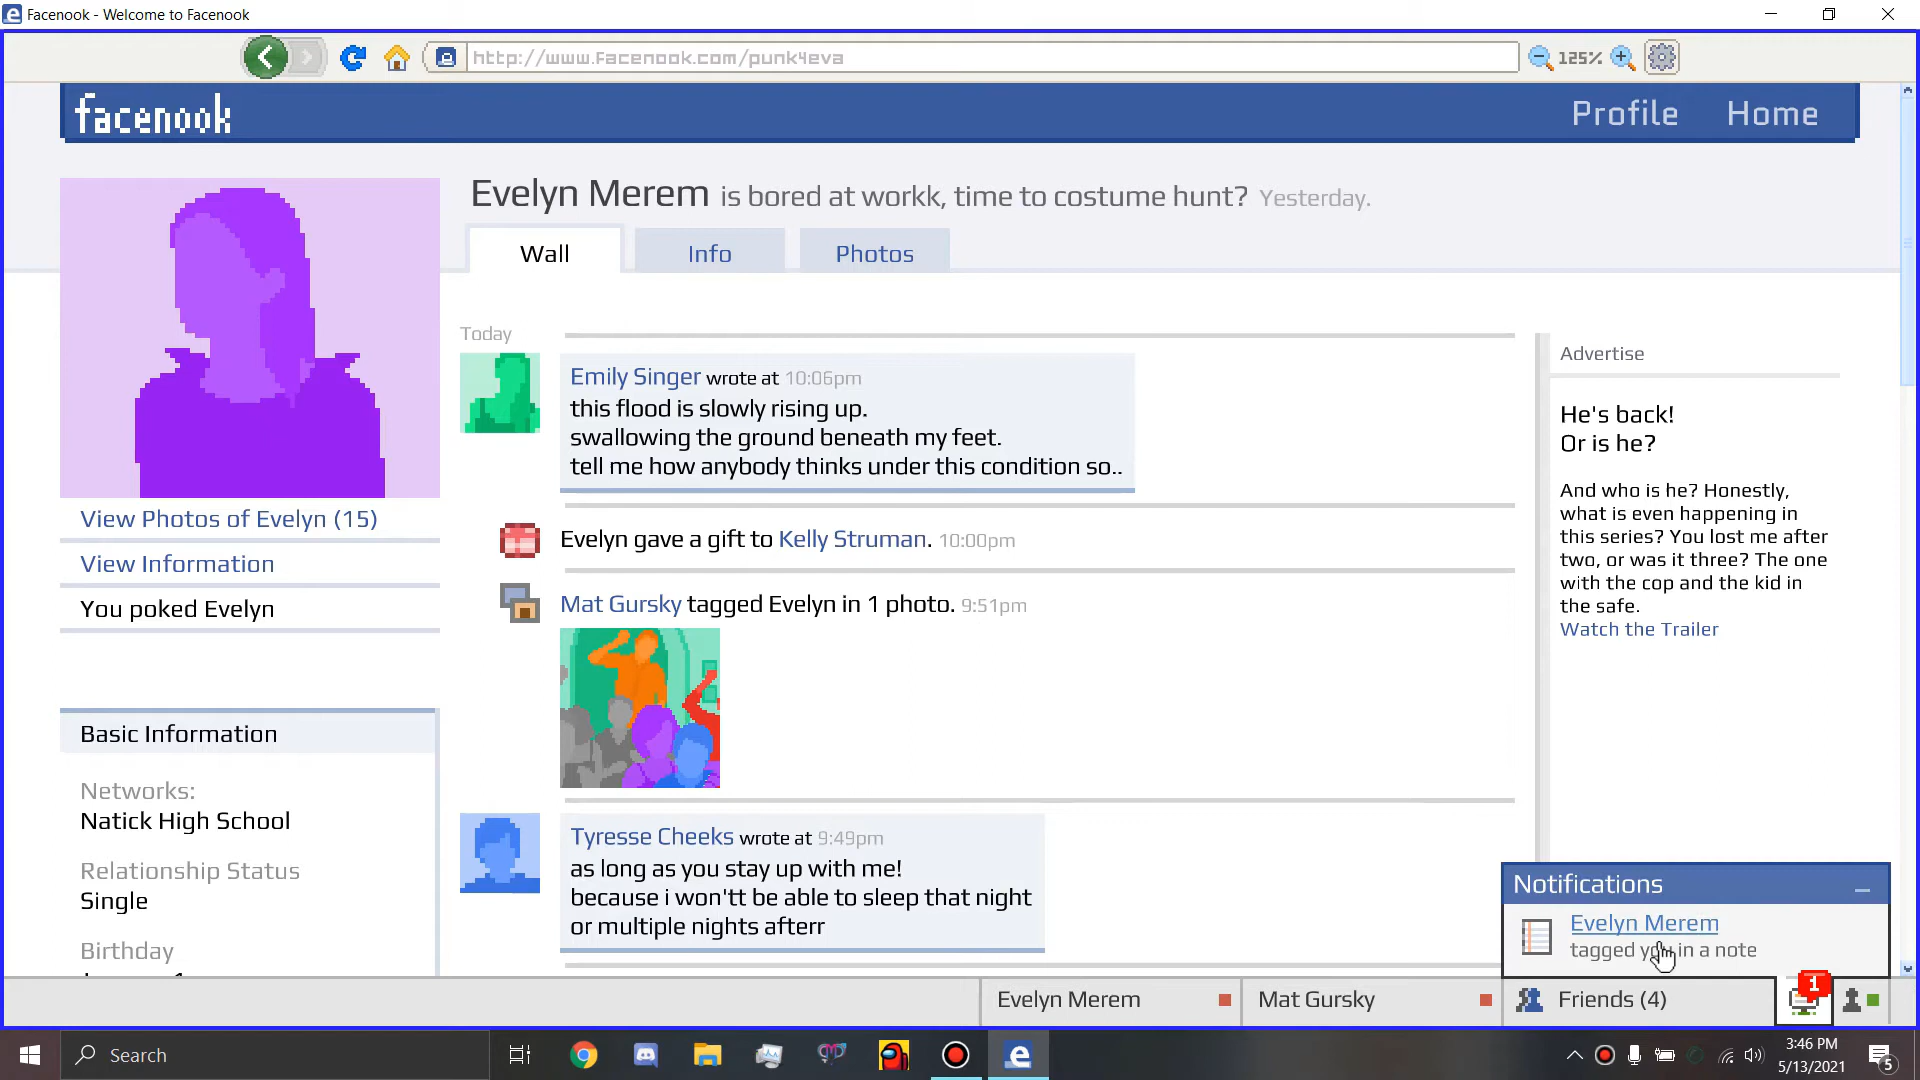 Facenook - Welcome to Facenook
http://www.facenook.com/punk4eva
125%
facenook
Profile
Home
Evelyn Merem is bored at workk, time to costume hunt? Yesterday.
Wall
Info
Photos
View Photos of Evelyn (15)
View Information
You poked Evelyn
Basic Information
Networks:
Natick High School
Relationship Status
Single
Birthday
Today
Emily Singer wrote at 10:06pm
this flood is slowly rising up.
swallowing the ground beneath my feet.
tell me how anybody thinks under this condition so..
Evelyn gave a gift to Kelly Struman. 10:00pm
Mat Gursky tagged Evelyn in 1 photo. 9:51pm
Tyresse Cheeks wrote at 9:49pm
as long as you stay up with me!
because i won'tt be able to sleep that night
or multiple nights afterr
Advertise
He's back!
Or is he?
And who is he? Honestly,
what is even happening in
this series? You lost me after
two, or was it three? The one
with the cop and the kid in
the safe.
Watch the Trailer
Notifications
Evelyn Merem
tagged you in a note
Evelyn Merem
Mat Gursky
Friends (4)
1
Search
3:46 PM
5/13/2021
5